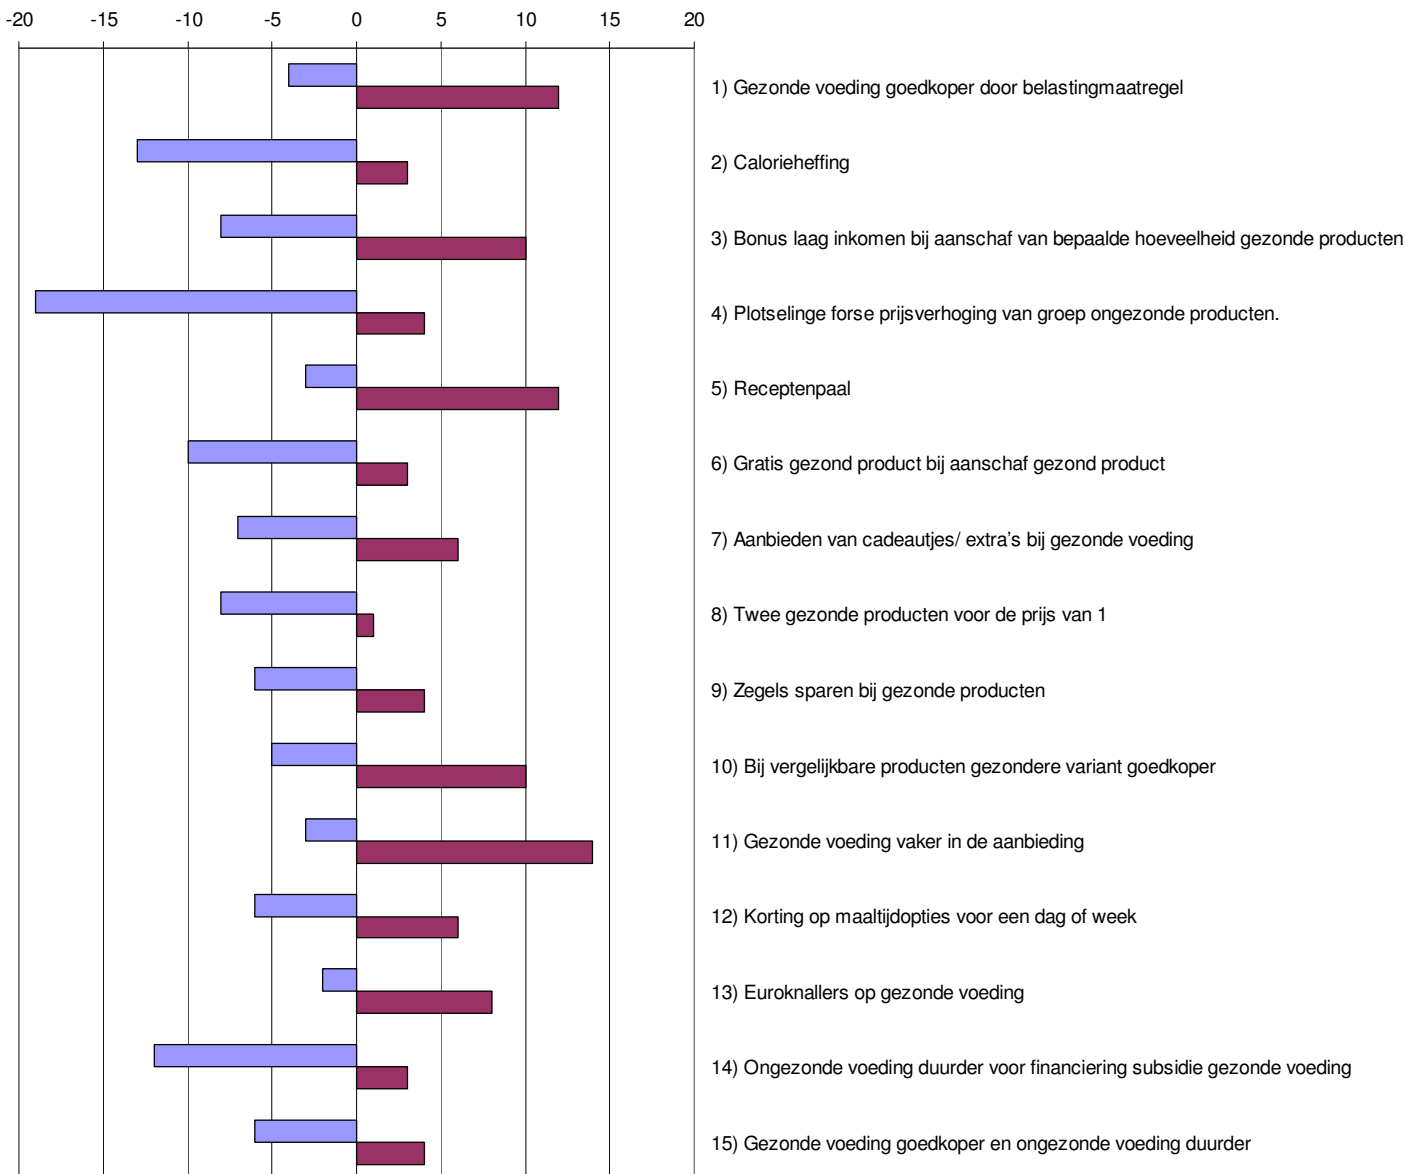 -20 -15 -10 -5 0 5 10 15 20
1) Gezonde voeding goedkoper door belastingmaatregel
2) Calorieheffing
3) Bonus laag inkomen bij aanschaf van bepaalde hoeveelheid gezonde producten
4) Plotselinge forse prijsverhoging van groep ongezonde producten.
5) Receptenpaal
6) Gratis gezond product bij aanschaf gezond product
7) Aanbieden van cadeautjes/ extra's bij gezonde voeding
8) Twee gezonde producten voor de prijs van 1
9) Zegels sparen bij gezonde producten
10) Bij vergelijkbare producten gezondere variant goedkoper
11) Gezonde voeding vaker in de aanbieding
12) Korting op maaltijdopties voor een dag of week
13) Euroknallers op gezonde voeding
14) Ongezonde voeding duurder voor financiering subsidie gezonde voeding
15) Gezonde voeding goedkoper en ongezonde voeding duurder